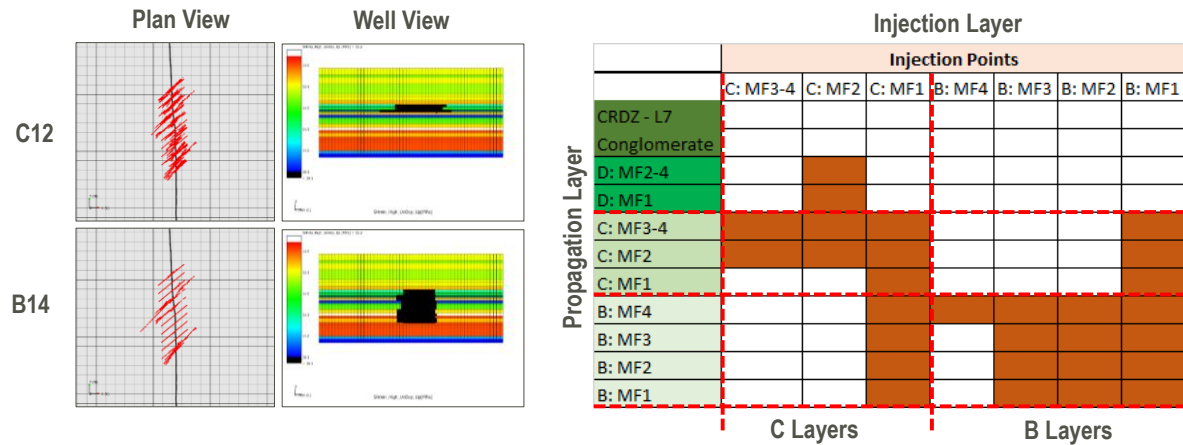 Plan View
Well View
Injection Layer
C12
B14
Propagation Layer
Injection Points
C: MF3-4 C: MF2 C: MF1 B: MF4 B: MF3 B: MF2 B: MF1
CRDZ - L7
Conglomerate
D: MF2-4
D: MF1
C: MF3-4
C: MF2
C: MF1
B: MF4
B: MF3
B: MF2
B: MF1
C Layers
B Layers